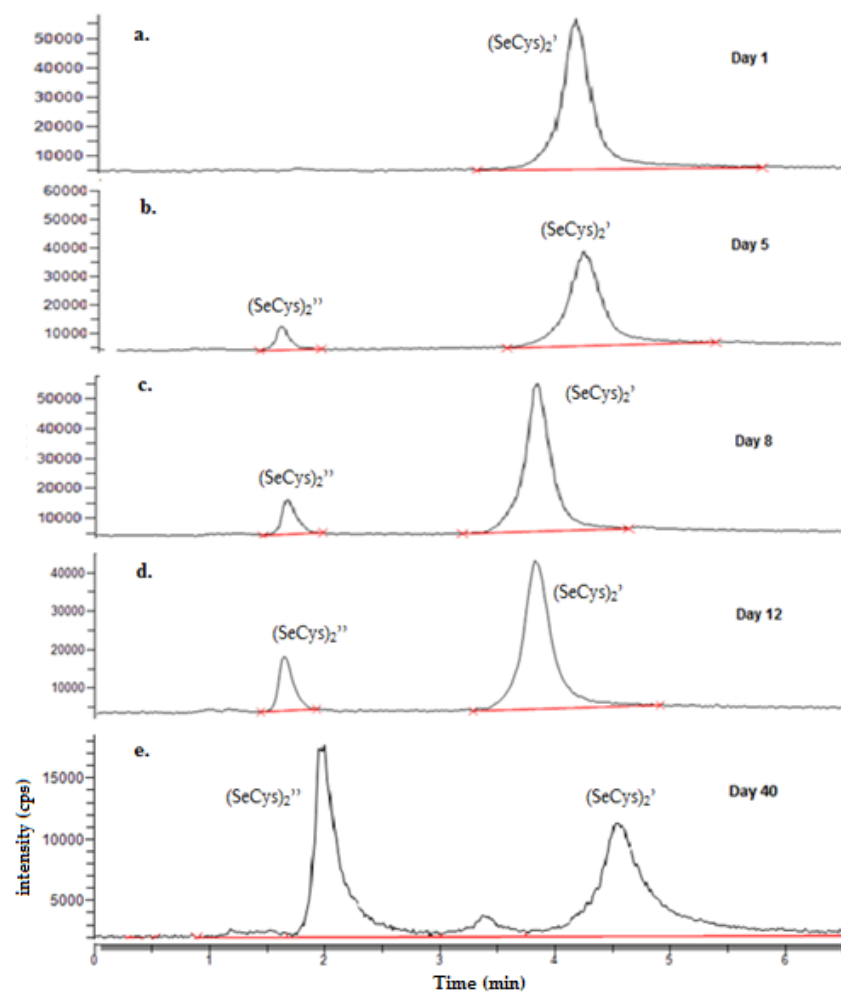 a.
(SeCys)₂’
Day 1
50000
40000
30000
20000
10000
b.
(SeCys)₂’’
(SeCys)₂’
Day 5
60000
50000
40000
30000
20000
10000
c.
(SeCys)₂’’
(SeCys)₂’
Day 8
50000
40000
30000
20000
10000
d.
(SeCys)₂’’
(SeCys)₂’
Day 12
40000
30000
20000
10000
e.
(SeCys)₂’’
(SeCys)₂’
Day 40
15000
10000
5000
intensity (cps)
0 1 2 3 4 5 6
Time (min)